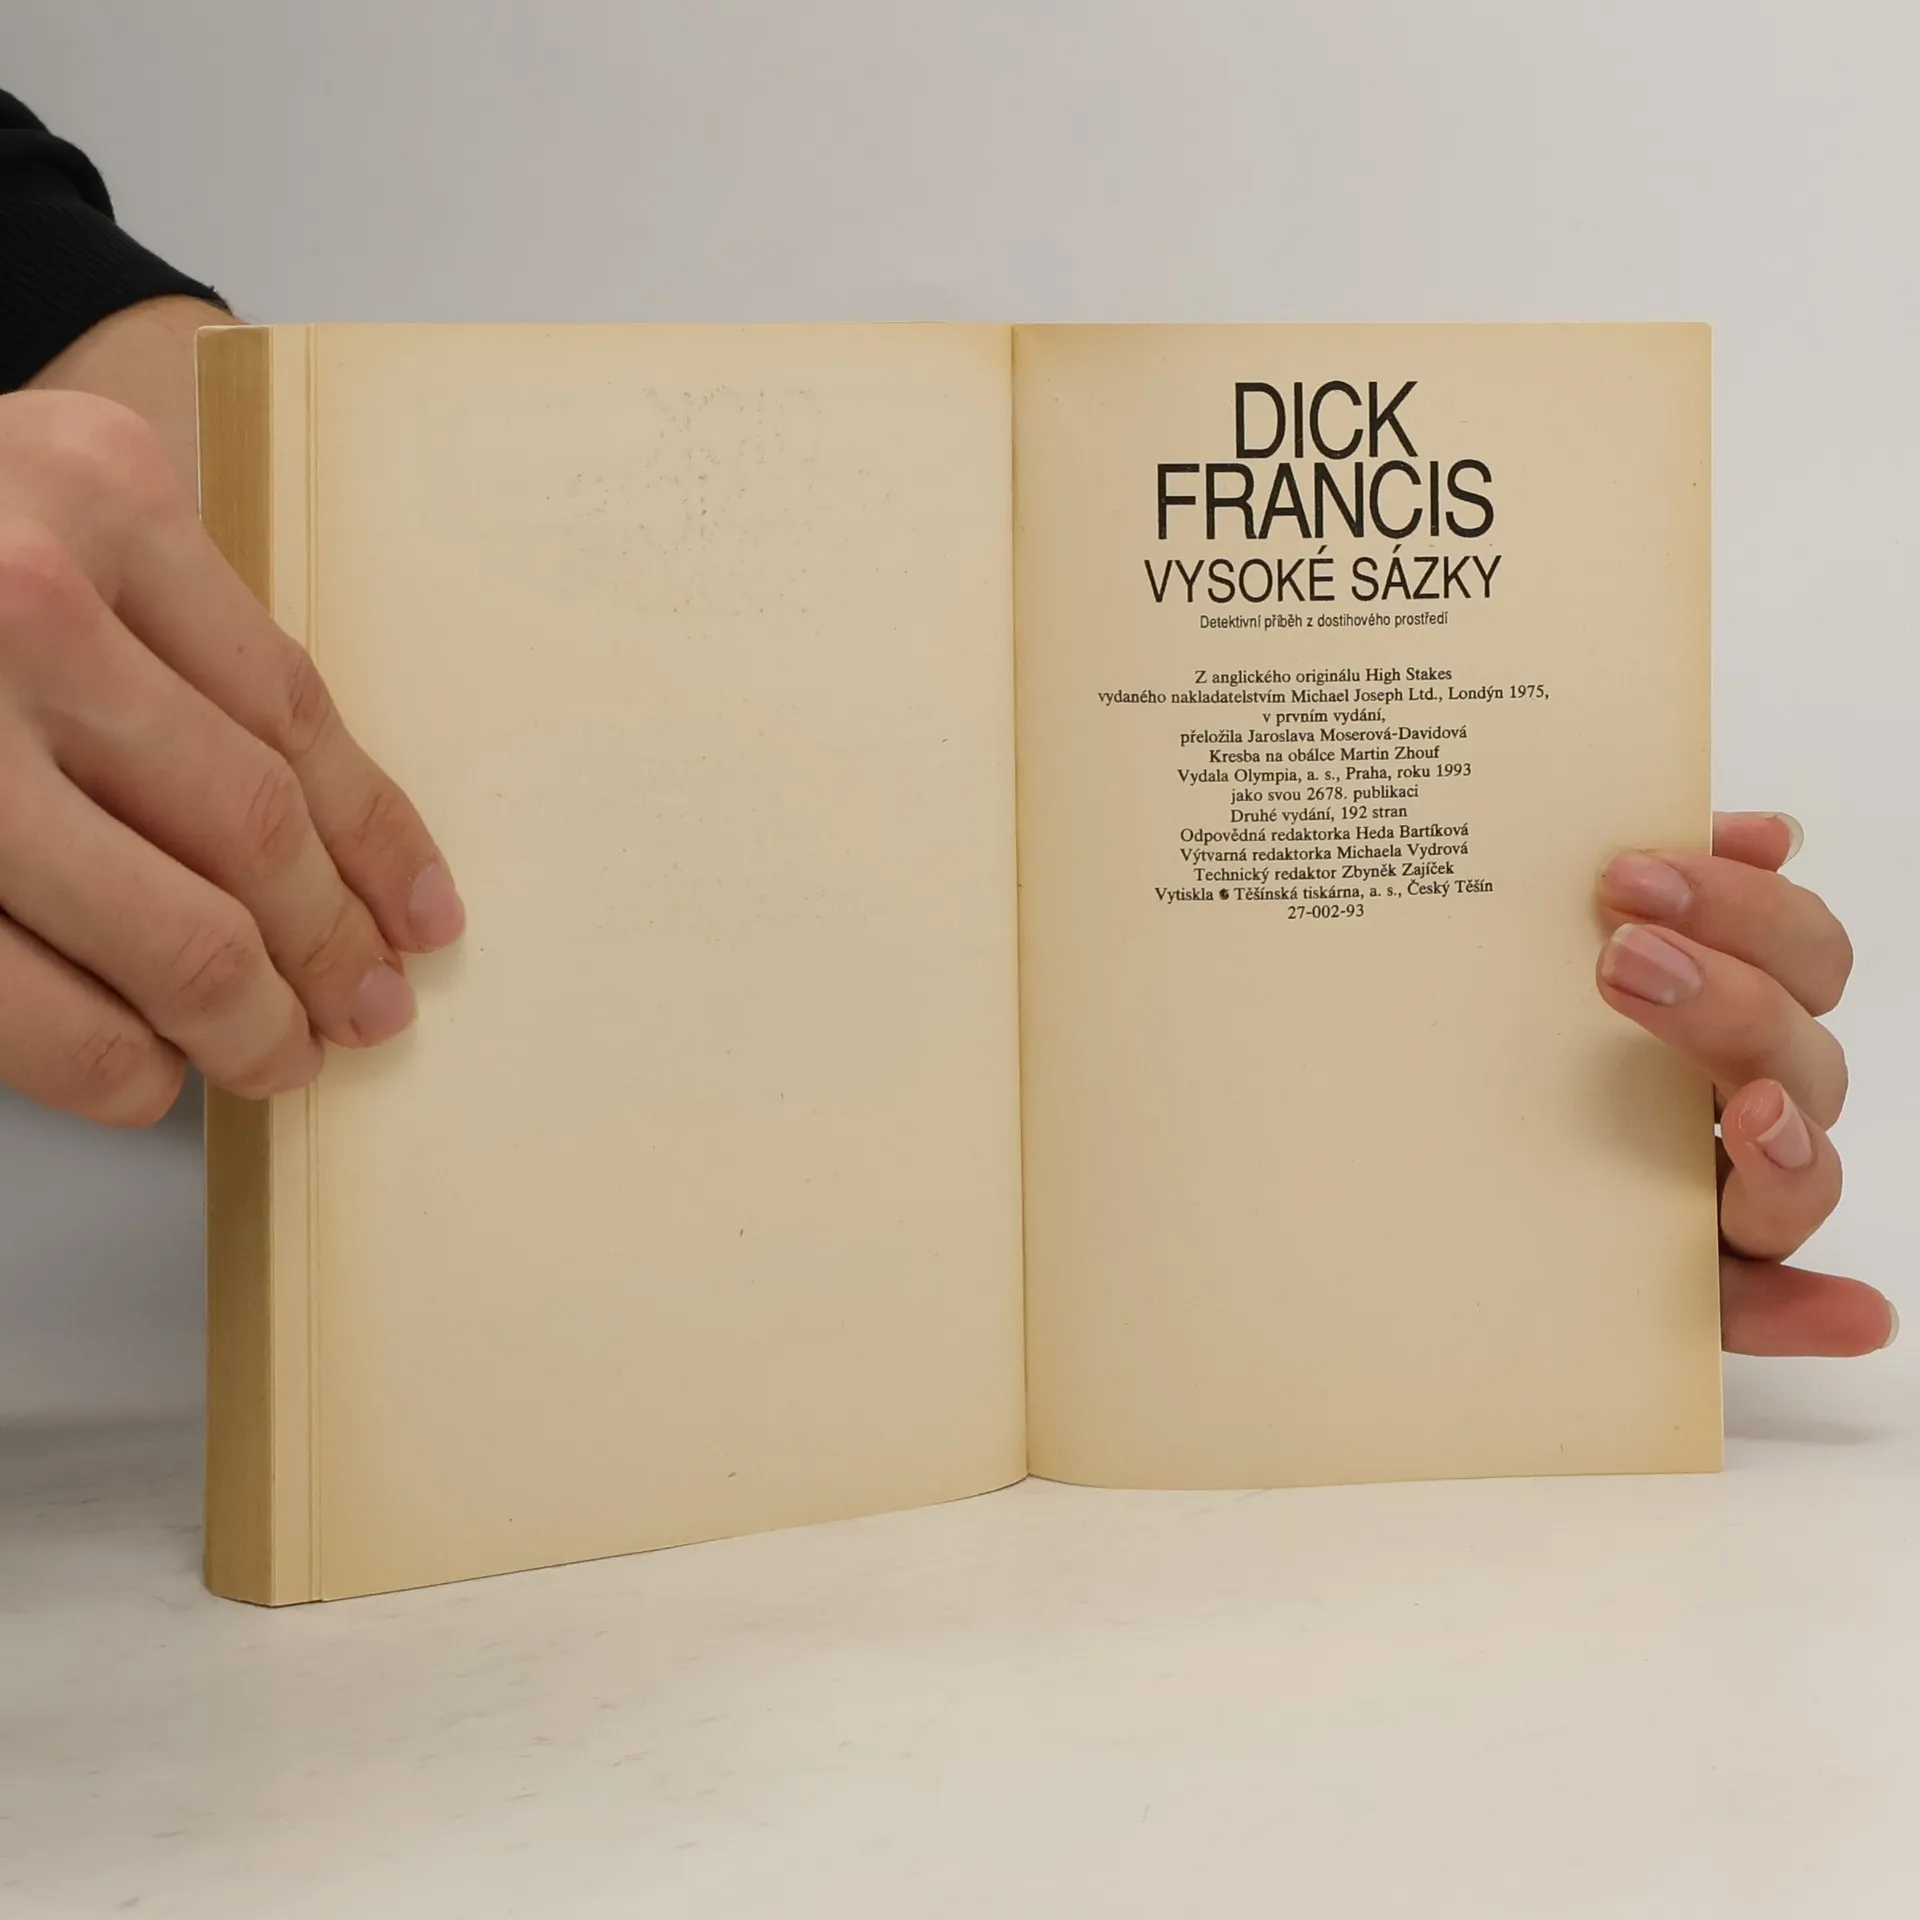 DICK
FRANCIS
VYSOKÉ SÁZKY
Detektivní příběh z dostihového prostředí
Z anglického originálu High Stakes
vydaného nakladatelstvím Michael Joseph Ltd., Londýn 1975,
v prvním vydání,
přeložila Jaroslava Moserová-Davidová
Kresba na obálce Martin Zhouf
Vydala Olympia, a. s., Praha, roku 1993
jako svou 2678. publikaci
Druhé vydání, 192 stran
Odpovědná redaktorka Heda Bartíková
Výtvarná redaktorka Michaela Vydrová
Technický redaktor Zbyněk Zajíček
Vytiskla Těšínská tiskárna, a. s., Český Těšín
27-002-93